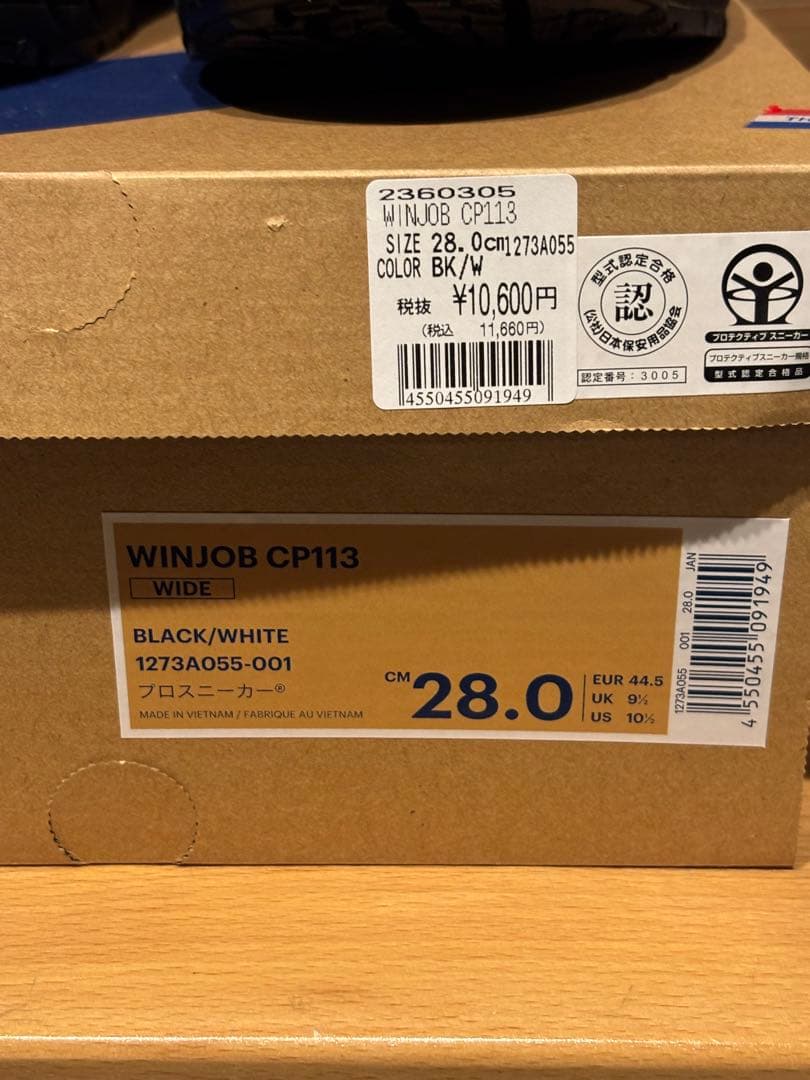 2360305
WINJOB CP113
SIZE 28.0cm 1273A055
COLOR BK/W
税抜 ¥10,600円
(税込 11,660円)
4550455091949
型式認定合格
認
(公社)日本保安用品協会
認定番号:3005
プロテクティブ スニーカー
プロテクティブスニーカー規格
型式認定合格品
WINJOB CP113
WIDE
BLACK/WHITE
1273A055-001
プロスニーカー®
MADE IN VIETNAM / FABRIQUE AU VIETNAM
CM 28.0
EUR 44.5
UK 9½
US 10½
1273A055 001 28.0 JAN
4 550455 091949